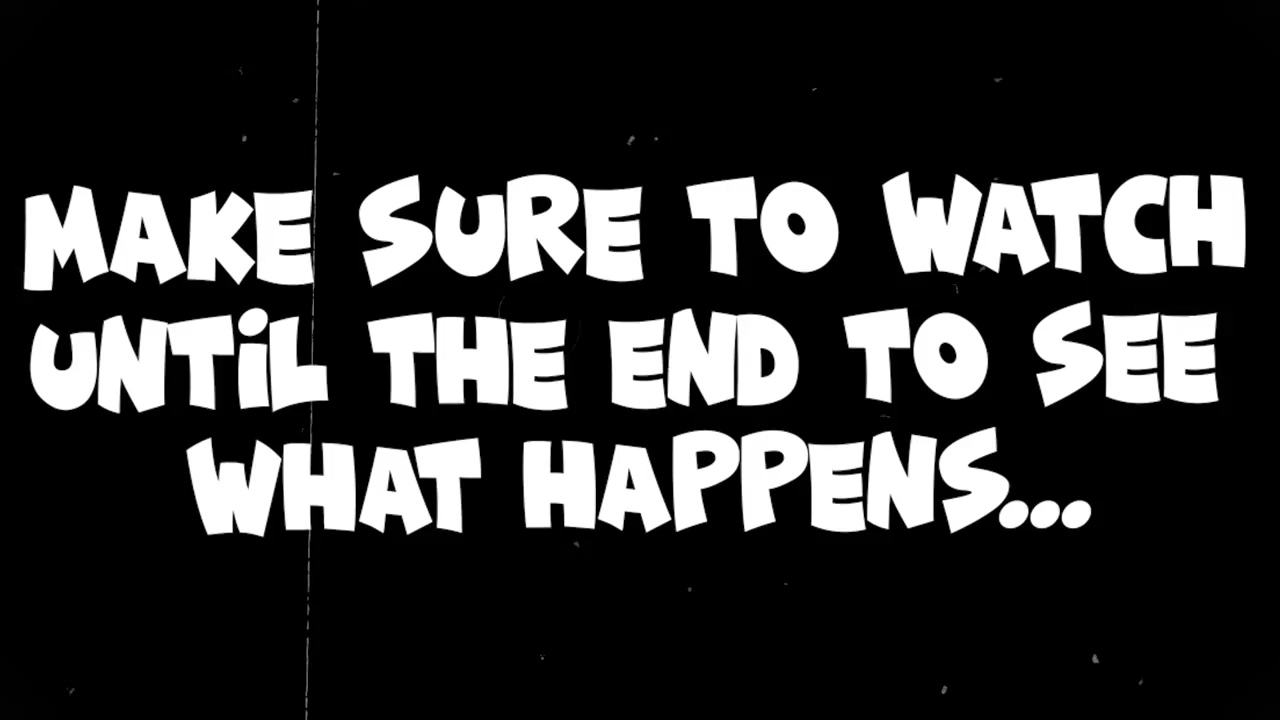 MAKE SURE TO WATCH
UNTiL THE END TO SEE
WHAT HAPPENS...